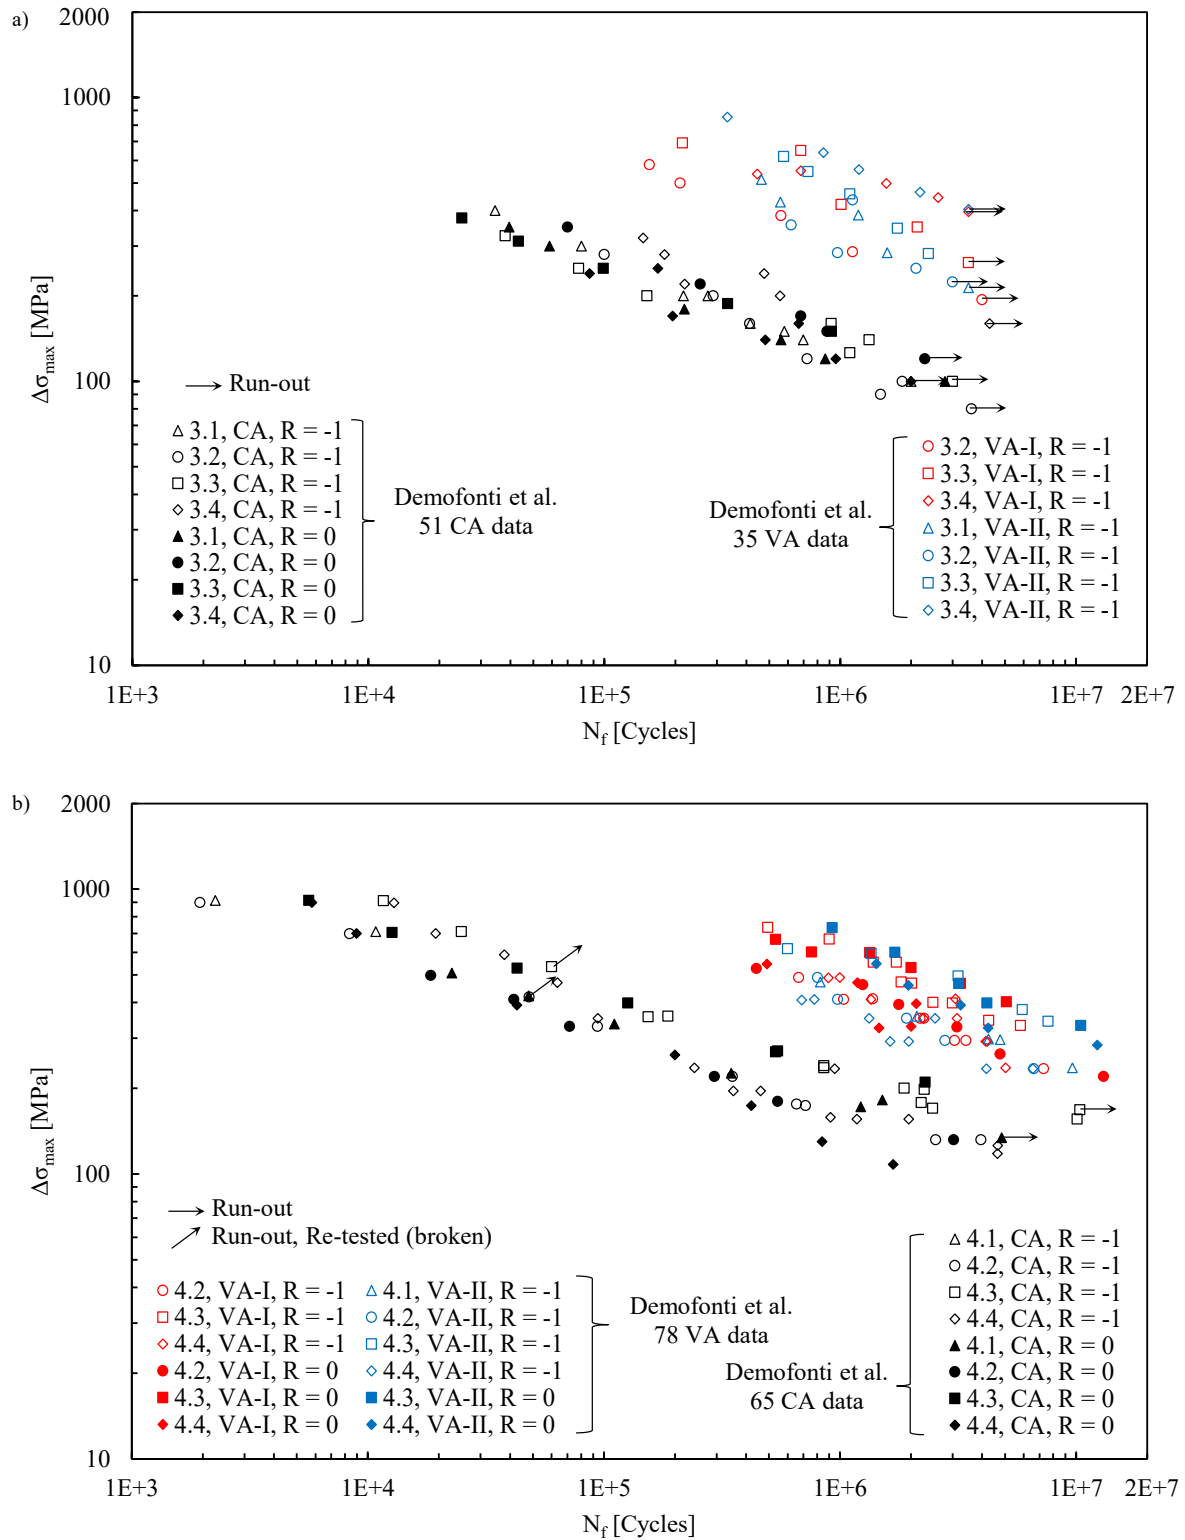 a)
2000
1000
100
10
Δσmax [MPa]
1E+3
1E+4
1E+5
1E+6
1E+7
2E+7
Nf [Cycles]
Run-out
3.1, CA, R = -1
3.2, CA, R = -1
3.3, CA, R = -1
3.4, CA, R = -1
3.1, CA, R = 0
3.2, CA, R = 0
3.3, CA, R = 0
3.4, CA, R = 0
Demofonti et al.
51 CA data
Demofonti et al.
35 VA data
3.2, VA-I, R = -1
3.3, VA-I, R = -1
3.4, VA-I, R = -1
3.1, VA-II, R = -1
3.2, VA-II, R = -1
3.3, VA-II, R = -1
3.4, VA-II, R = -1
b)
2000
1000
100
10
Δσmax [MPa]
1E+3
1E+4
1E+5
1E+6
1E+7
2E+7
Nf [Cycles]
Run-out
Run-out, Re-tested (broken)
4.2, VA-I, R = -1
4.3, VA-I, R = -1
4.4, VA-I, R = -1
4.2, VA-I, R = 0
4.3, VA-I, R = 0
4.4, VA-I, R = 0
4.1, VA-II, R = -1
4.2, VA-II, R = -1
4.3, VA-II, R = -1
4.4, VA-II, R = -1
4.3, VA-II, R = 0
4.4, VA-II, R = 0
Demofonti et al.
78 VA data
Demofonti et al.
65 CA data
4.1, CA, R = -1
4.2, CA, R = -1
4.3, CA, R = -1
4.4, CA, R = -1
4.1, CA, R = 0
4.2, CA, R = 0
4.3, CA, R = 0
4.4, CA, R = 0